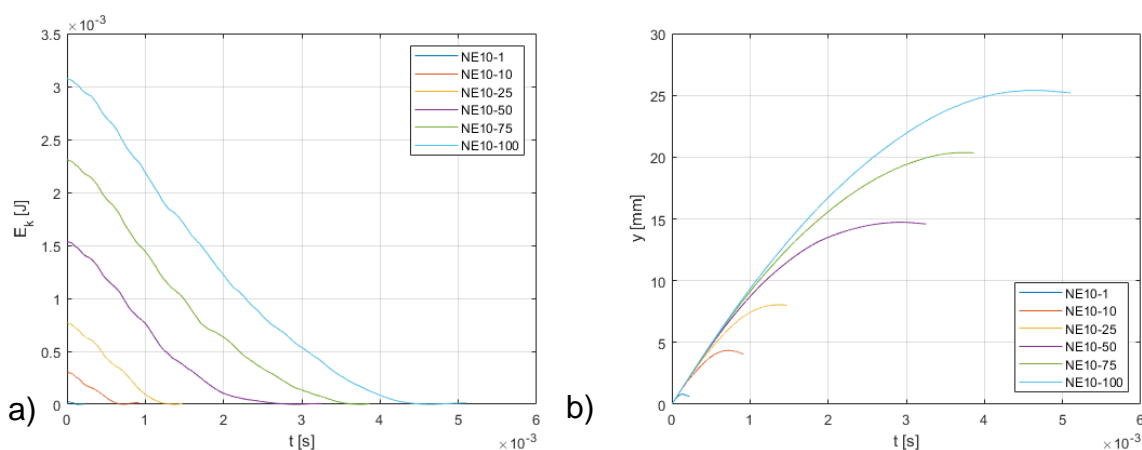 ×10⁻³
3.5
3
2.5
2
1.5
1
0.5
0
E_k [J]
NE10-1
NE10-10
NE10-25
NE10-50
NE10-75
NE10-100
0 1 2 3 4 5 6
t [s]
×10⁻³
a)
30
25
20
15
10
5
0
y [mm]
NE10-1
NE10-10
NE10-25
NE10-50
NE10-75
NE10-100
0 1 2 3 4 5 6
t [s]
×10⁻³
b)